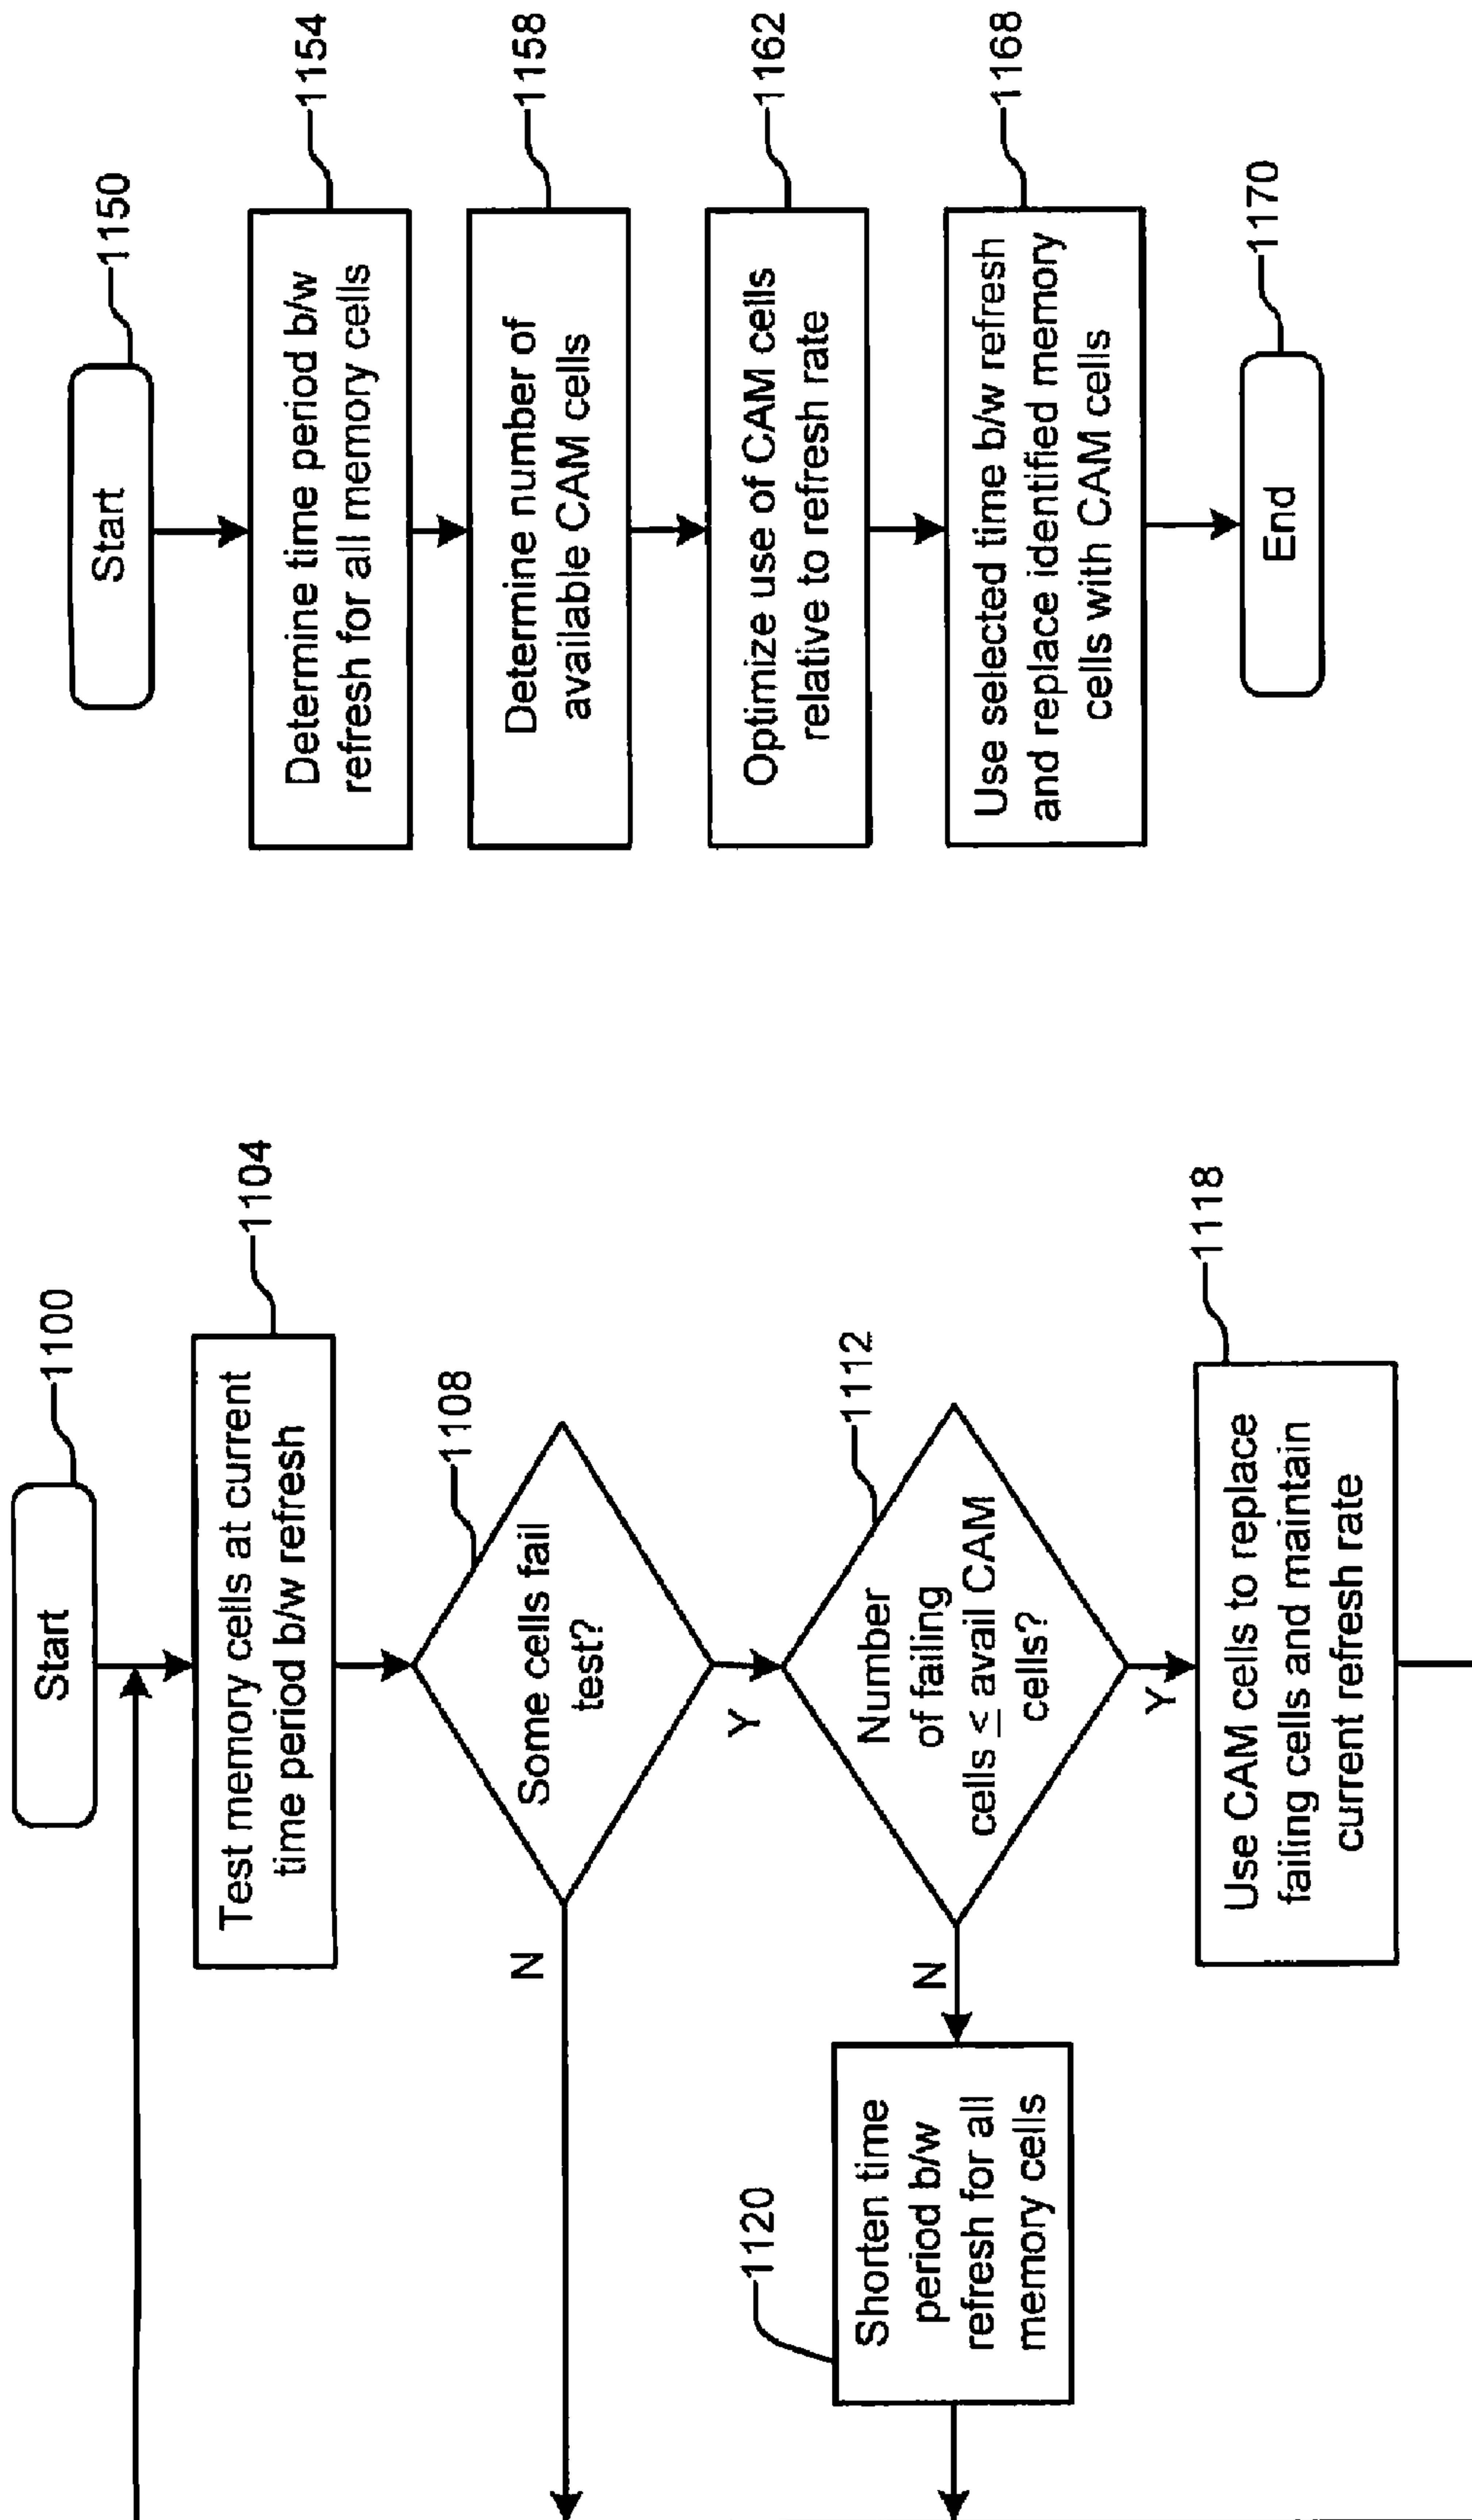 Start
1100
Test memory cells at current
time period b/w refresh
1104
Some cells fail
test?
1108
N
Y
Number
of failing
cells ≤ avail CAM
cells?
1112
N
Y
Shorten time
period b/w
refresh for all
memory cells
1120
Use CAM cells to replace
failing cells and maintain
current refresh rate
1118
Start
1150
Determine time period b/w
refresh for all memory cells
1154
Determine number of
available CAM cells
1158
Optimize use of CAM cells
relative to refresh rate
1162
Use selected time b/w refresh
and replace identified memory
cells with CAM cells
1168
End
1170